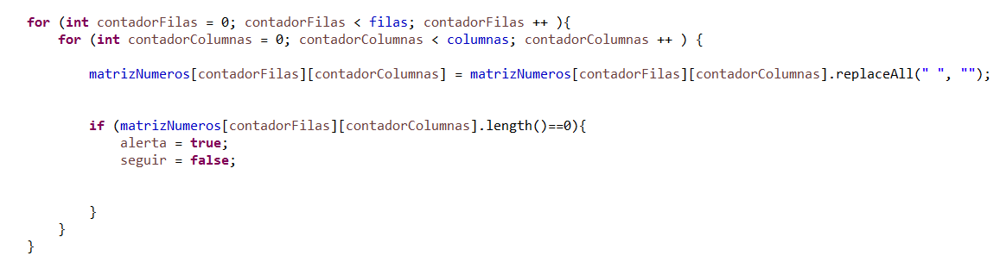 for (int contadorFilas = 0; contadorFilas < filas; contadorFilas ++ ){
for (int contadorColumnas = 0; contadorColumnas < columnas; contadorColumnas ++ ) {
matrizNumeros[contadorFilas][contadorColumnas] = matrizNumeros[contadorFilas][contadorColumnas].replaceAll(" ", "");
if (matrizNumeros[contadorFilas][contadorColumnas].length()==0){
alerta = true;
seguir = false;
}
}
}